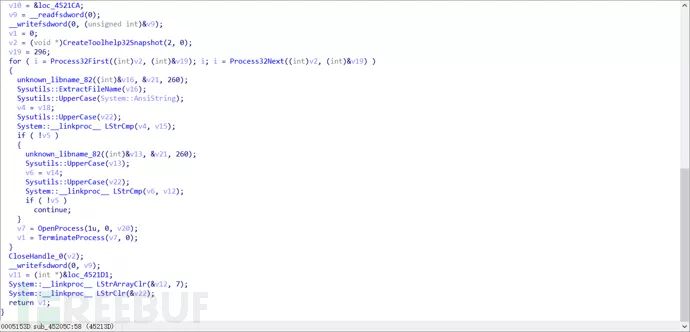 v10 = &loc_4521CA;
v9 = __readfsdword(0);
__writefsdword(0, (unsigned int)&v9);
v1 = 0;
v2 = (void *)CreateToolhelp32Snapshot(2, 0);
v19 = 296;
for ( i = Process32First((int)v2, (int)&v19); i; i = Process32Next((int)v2, (int)&v19) )
{
unknown_libname_82((int)&v16, &v21, 260);
Sysutils::ExtractFileName(v16);
Sysutils::UpperCase(System::AnsiString);
v4 = v18;
Sysutils::UpperCase(v22);
System::__linkproc__ LStrCmp(v4, v15);
if ( !v5 )
{
unknown_libname_82((int)&v13, &v21, 260);
Sysutils::UpperCase(v13);
v6 = v14;
Sysutils::UpperCase(v22);
System::__linkproc__ LStrCmp(v6, v12);
if ( !v5 )
continue;
}
v7 = OpenProcess(1u, 0, v20);
v1 = TerminateProcess(v7, 0);
}
CloseHandle_0(v2);
__writefsdword(0, v9);
v11 = (int *)&loc_4521D1;
System::__linkproc__ LStrArrayClr(&v12, 7);
System::__linkproc__ LStrClr(&v22);
return v1;
}
REEBUF
0005153D sub_45205C:58 (45213D)